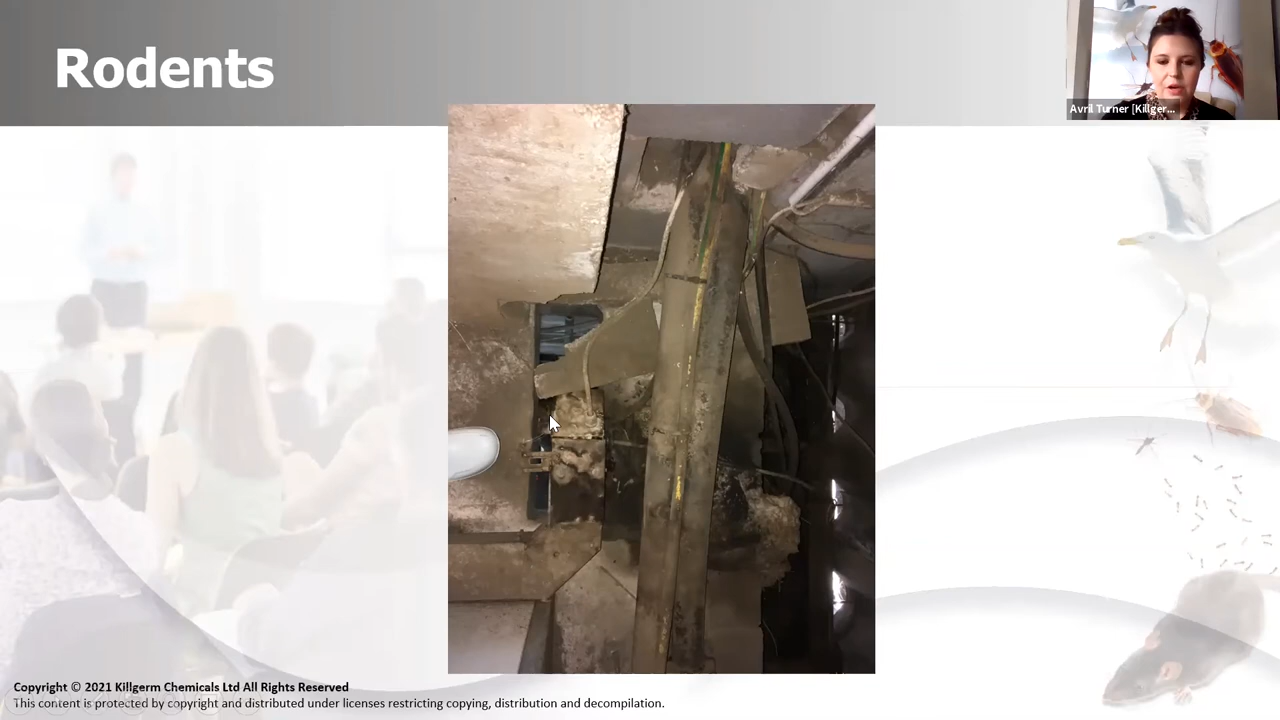 Rodents
Avril Turner [Killger...
Copyright © 2021 Killgerm Chemicals Ltd All Rights Reserved
This content is protected by copyright and distributed under licenses restricting copying, distribution and decompilation.